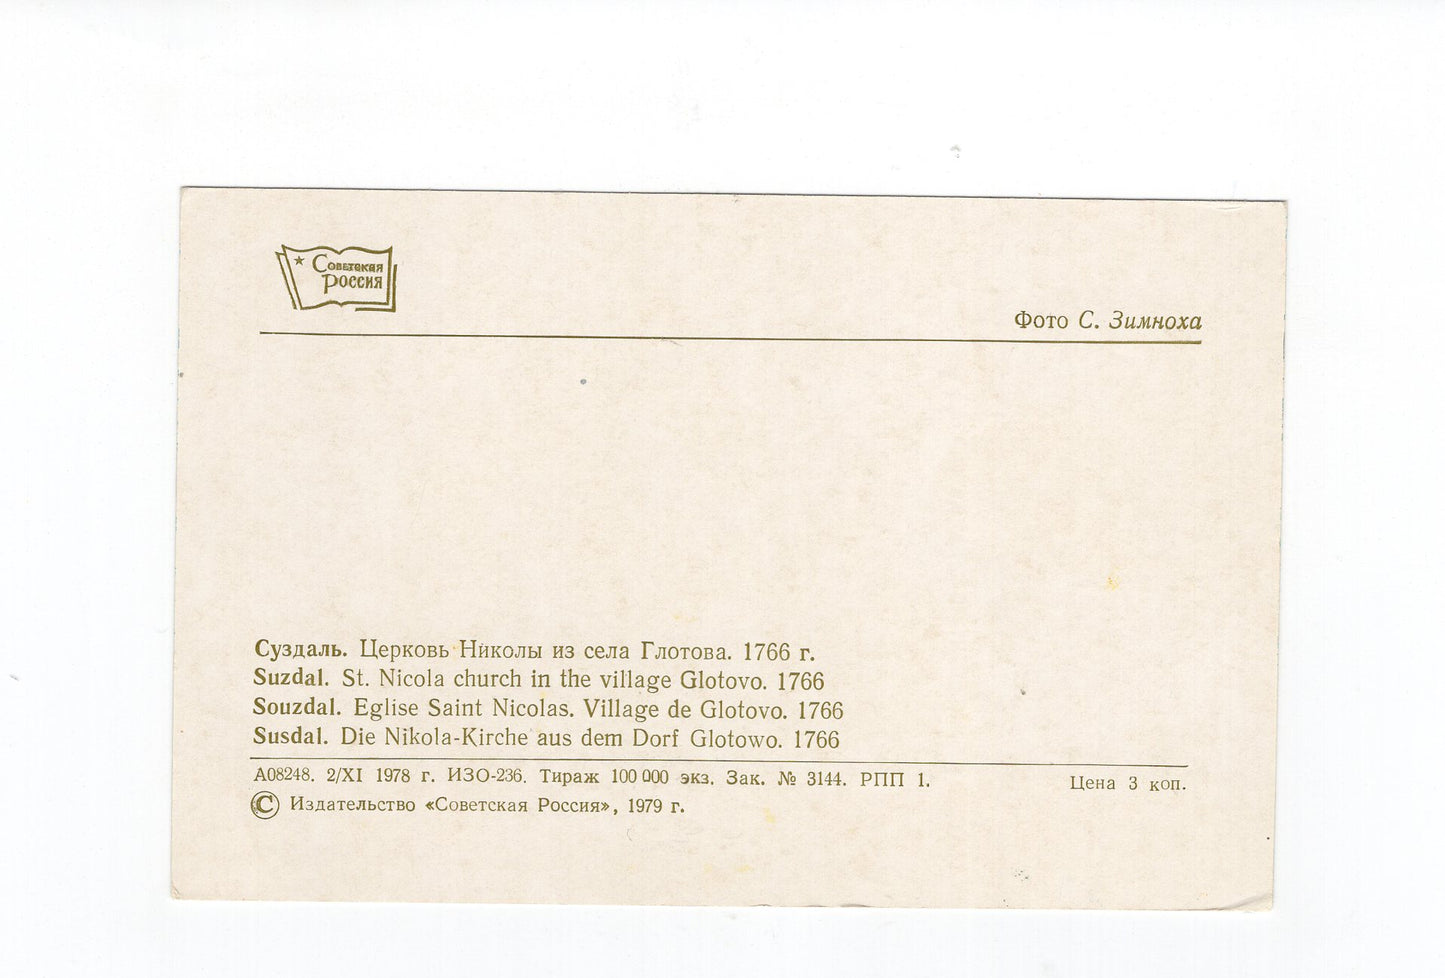 Советская
Россия
Фото С. Зимноха
Суздаль. Церковь Николы из села Глотова. 1766 г.
Suzdal. St. Nicola church in the village Glotovo. 1766
Souzdal. Eglise Saint Nicolas. Village de Glotovo. 1766
Susdal. Die Nikola-Kirche aus dem Dorf Glotowo. 1766
А08248. 2/XI 1978 г. ИЗО-236. Тираж 100 000 экз. Зак. № 3144. РПП 1.
Цена 3 коп.
© Издательство «Советская Россия», 1979 г.